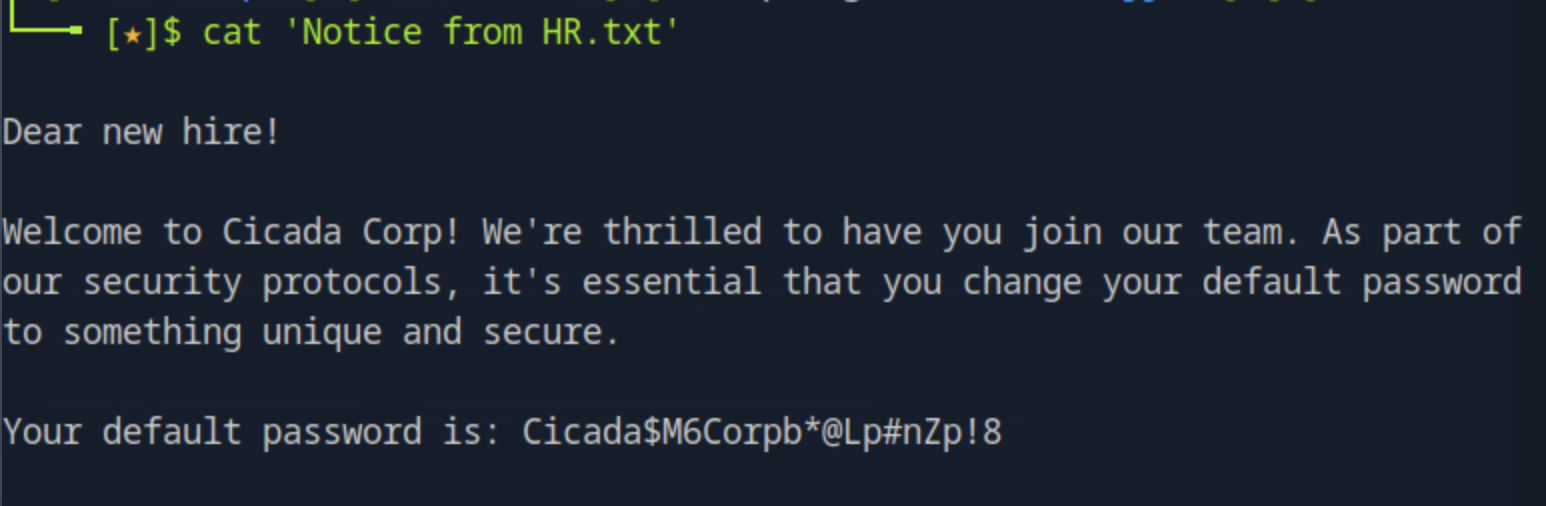 [★]$ cat 'Notice from HR.txt'
Dear new hire!
Welcome to Cicada Corp! We're thrilled to have you join our team. As part of
our security protocols, it's essential that you change your default password
to something unique and secure.
Your default password is: Cicada$M6Corpb*@Lp#nZp!8